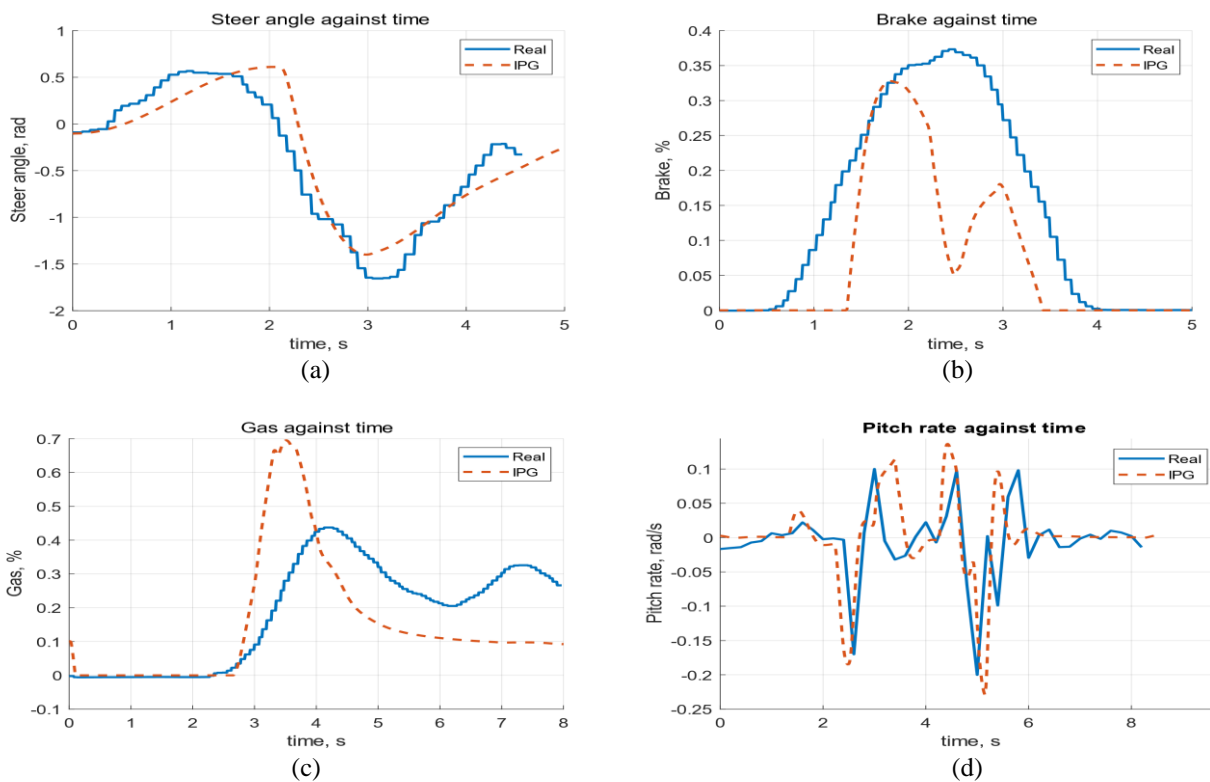 Steer angle against time
1
0.5
0
-0.5
-1
-1.5
-2
Steer angle, rad
Real
IPG
0 1 2 3 4 5
time, s
(a)
Brake against time
0.4
0.35
0.3
0.25
0.2
0.15
0.1
0.05
0
Brake, %
Real
IPG
0 1 2 3 4 5
time, s
(b)
Gas against time
0.7
0.6
0.5
0.4
0.3
0.2
0.1
0
-0.1
Gas, %
Real
IPG
0 1 2 3 4 5 6 7 8
time, s
(c)
Pitch rate against time
0.1
0.05
0
-0.05
-0.1
-0.15
-0.2
-0.25
Pitch rate, rad/s
Real
IPG
0 2 4 6 8
time, s
(d)